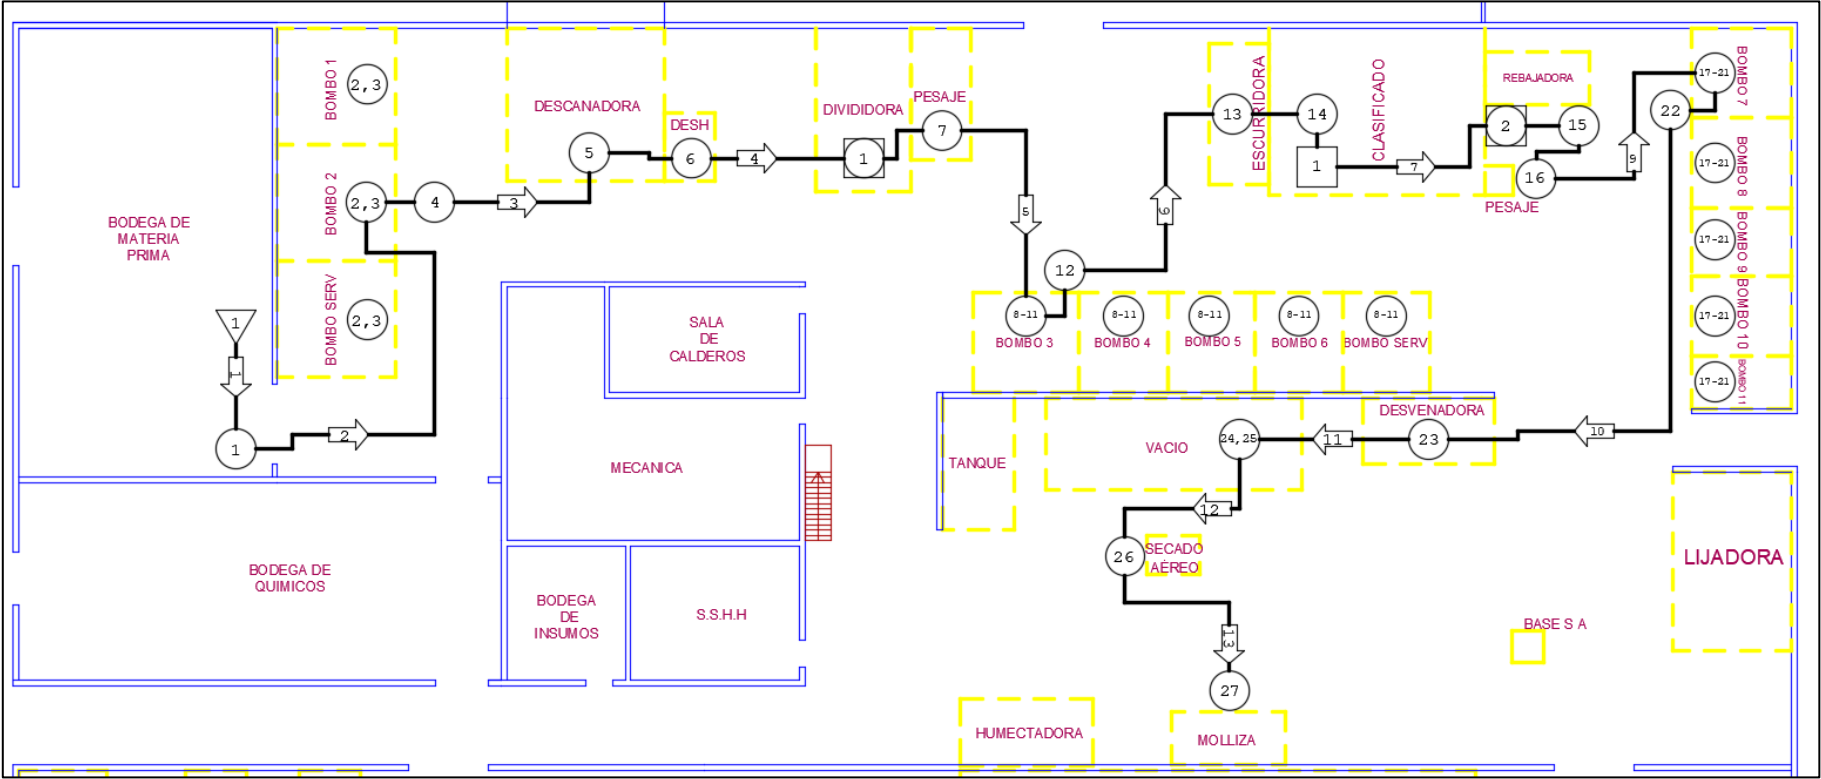 BOMBO 1
2,3
BOMBO 2
2,3
4
3
BOMBO SERV
2,3
BODEGA DE
MATERIA
PRIMA
1
1
1
2
DESCANADORA
5
DESH
6
4
DIVIDIDORA
1
PESAJE
7
5
ESCURRIDORA
13
6
14
1
CLASIFICADO
7
REBAJADORA
2
15
16
PESAJE
9
17-21
BOMBO 7
22
17-21
BOMBO 8
17-21
BOMBO 9
17-21
BOMBO 10
17-21
BOMBO 11
12
8-11
BOMBO 3
8-11
BOMBO 4
8-11
BOMBO 5
8-11
BOMBO 6
8-11
BOMBO SERV
SALA
DE
CALDEROS
MECANICA
TANQUE
VACIO
24,25
11
DESVENADORA
23
10
12
26
SECADO
AÉREO
13
27
LIJADORA
BASE S A
BODEGA DE
QUIMICOS
BODEGA
DE
INSUMOS
S.S.H.H
HUMECTADORA
MOLLIZA